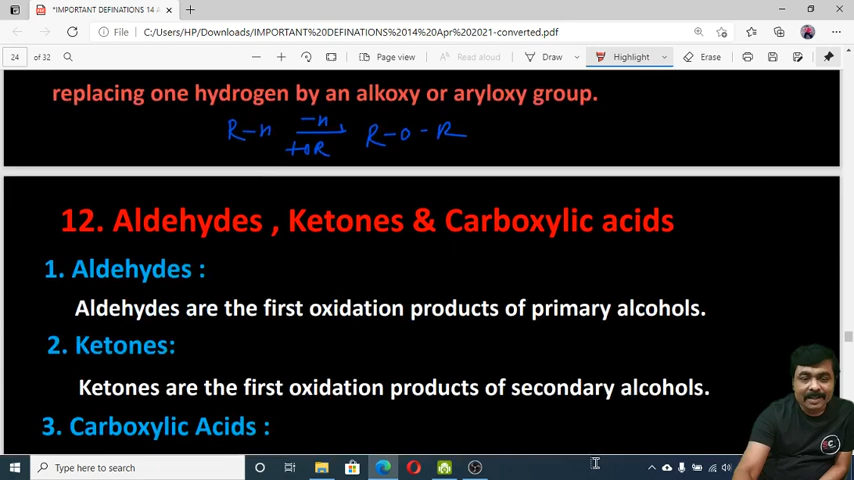 *IMPORTANT DEFINATIONS 14 A
File
C:/Users/HP/Downloads/IMPORTANT%20DEFINATIONS%2014%20Apr%202021-converted.pdf
24 of 32
Page view
Read aloud
Draw
Highlight
Erase
replacing one hydrogen by an alkoxy or aryloxy group.
R-H -H +OR R-O-R
12. Aldehydes , Ketones & Carboxylic acids
1. Aldehydes :
Aldehydes are the first oxidation products of primary alcohols.
2. Ketones:
Ketones are the first oxidation products of secondary alcohols.
3. Carboxylic Acids :
Type here to search